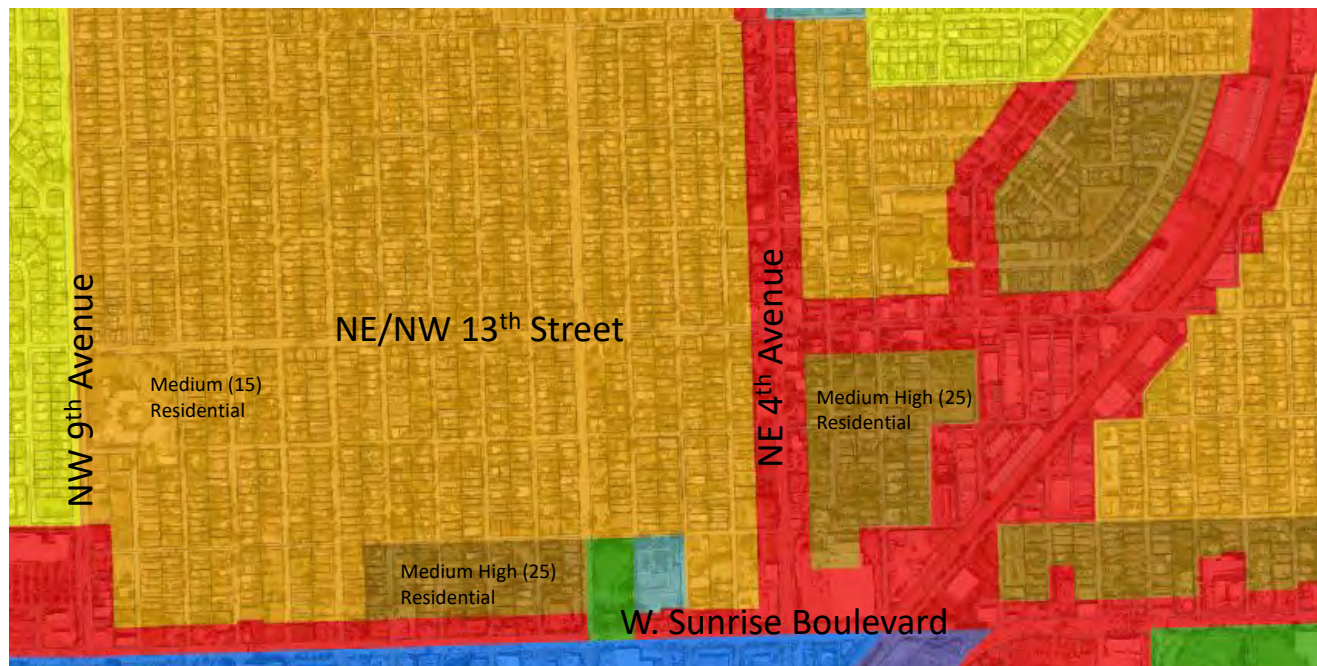 NW 9th Avenue
NE/NW 13th Street
NE 4th Avenue
Medium (15)
Residential
Medium High (25)
Residential
Medium High (25)
Residential
W. Sunrise Boulevard